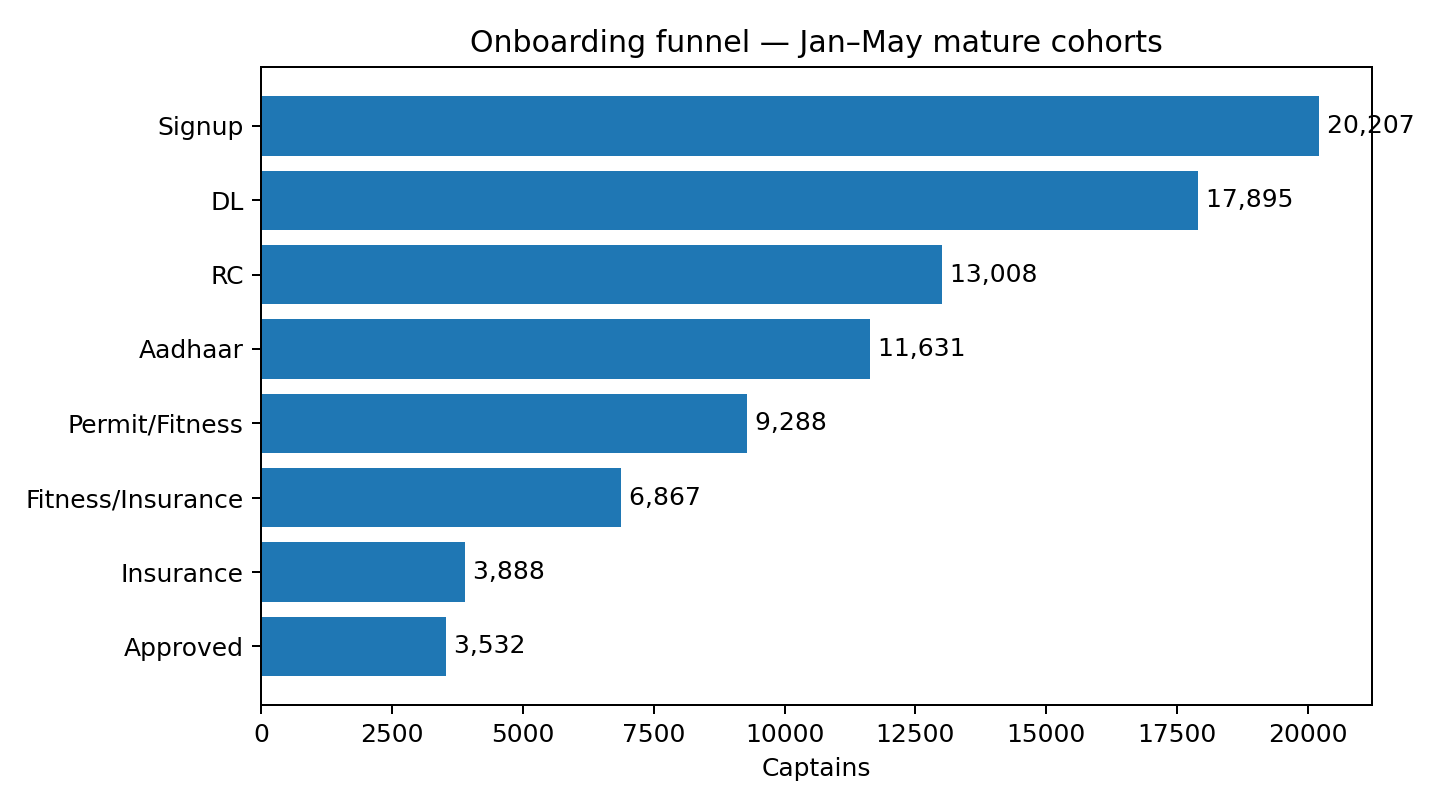 Onboarding funnel — Jan–May mature cohorts
Signup 20,207
DL 17,895
RC 13,008
Aadhaar 11,631
Permit/Fitness 9,288
Fitness/Insurance 6,867
Insurance 3,888
Approved 3,532
0 2500 5000 7500 10000 12500 15000 17500 20000
Captains